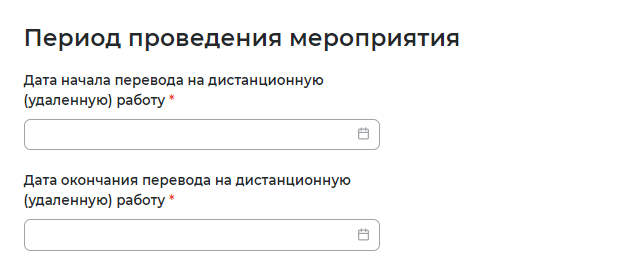 Период проведения мероприятия
Дата начала перевода на дистанционную
(удаленную) работу *
Дата окончания перевода на дистанционную
(удаленную) работу *